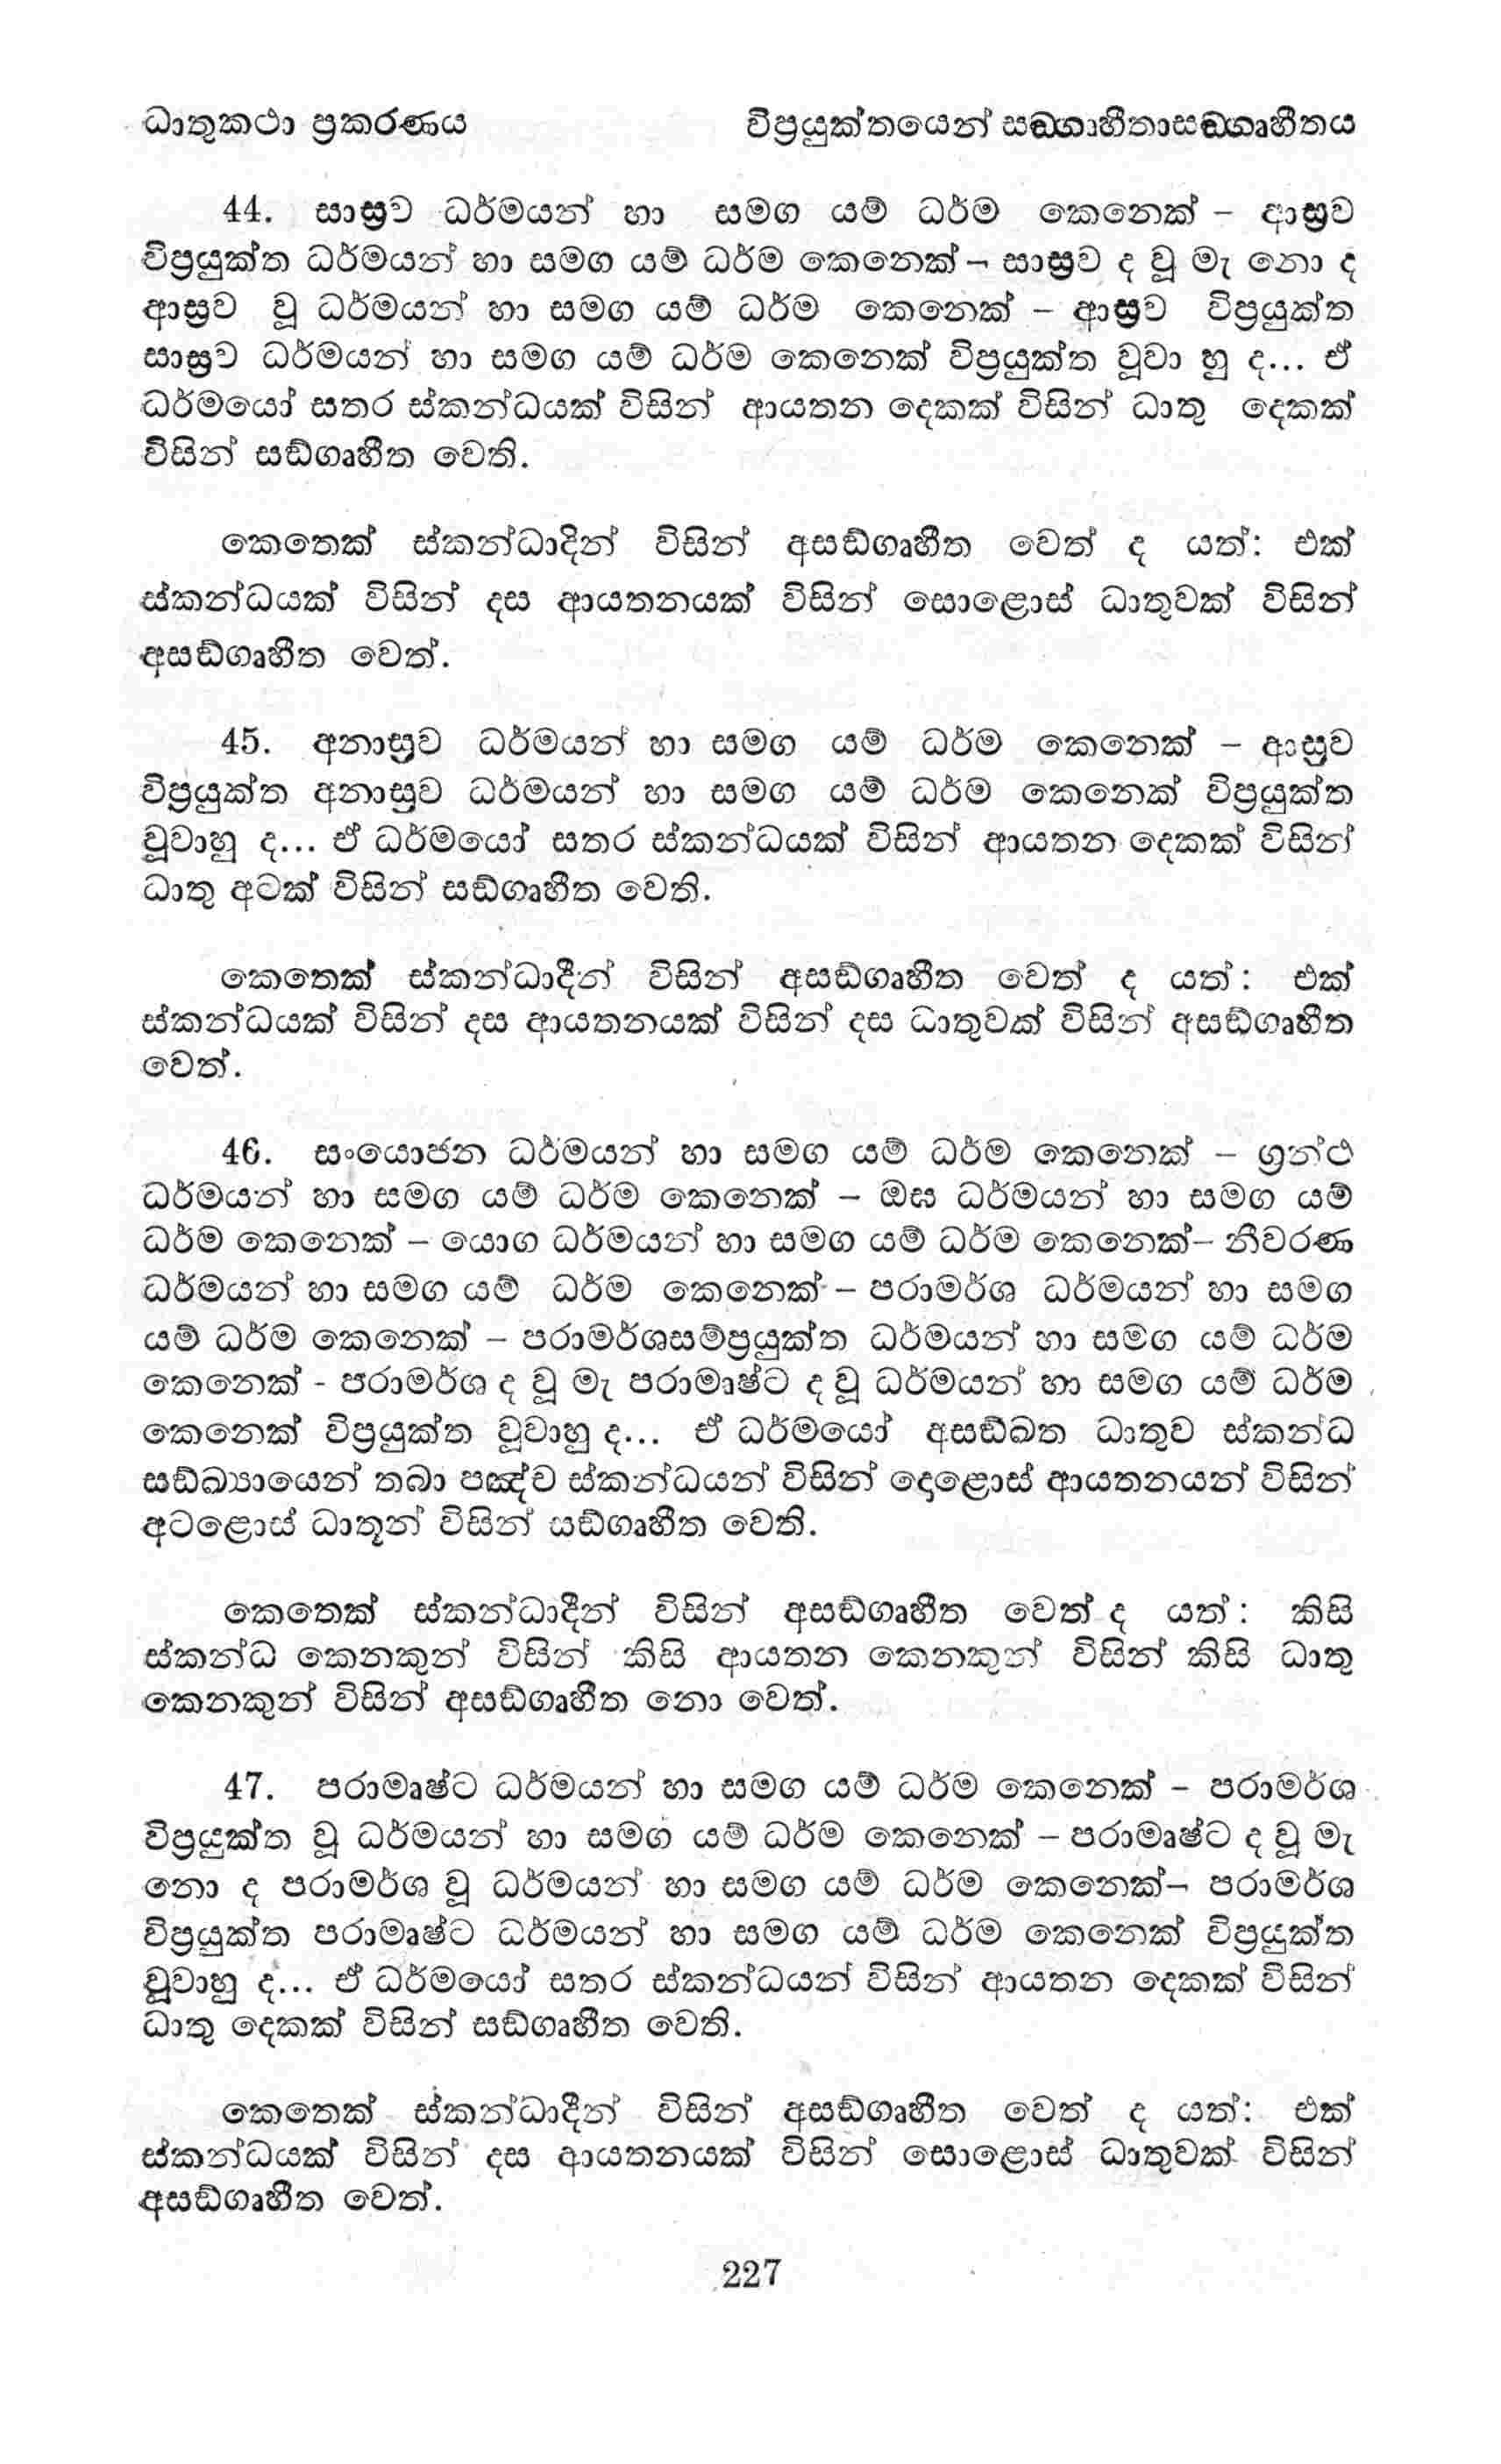 ධාතුකථා ප්‍රකරණය විප්‍රයුක්තයෙන් සඞ්ගෘහීතාසඞ්ගෘහීතය
44. සාස්‍රව ධර්මයන් හා සමග යම් ධර්ම කෙනෙක් – ආස්‍රව
විප්‍රයුක්ත ධර්මයන් හා සමග යම් ධර්ම කෙනෙක් – සාස්‍රව ද වූ මැ නො ද
ආස්‍රව වූ ධර්මයන් හා සමග යම් ධර්ම කෙනෙක් – ආස්‍රව විප්‍රයුක්ත
සාස්‍රව ධර්මයන් හා සමග යම් ධර්ම කෙනෙක් විප්‍රයුක්ත වූවා හු ද... ඒ
ධර්මයෝ සතර ස්කන්ධයක් විසින් ආයතන දෙකක් විසින් ධාතු දෙකක්
විසින් සඞ්ගෘහීත වෙති.
කෙතෙක් ස්කන්ධාදින් විසින් අසඞ්ගෘහීත වෙත් ද යත්: එක්
ස්කන්ධයක් විසින් දස ආයතනයක් විසින් සොළොස් ධාතුවක් විසින්
අසඞ්ගෘහීත වෙත්.
45. අනාස්‍රව ධර්මයන් හා සමග යම් ධර්ම කෙනෙක් – ආස්‍රව
විප්‍රයුක්ත අනාස්‍රව ධර්මයන් හා සමග යම් ධර්ම කෙනෙක් විප්‍රයුක්ත
වූවාහු ද... ඒ ධර්මයෝ සතර ස්කන්ධයක් විසින් ආයතන දෙකක් විසින්
ධාතු අටක් විසින් සඞ්ගෘහීත වෙති.
කෙතෙක් ස්කන්ධාදීන් විසින් අසඞ්ගෘහීත වෙත් ද යත්: එක්
ස්කන්ධයක් විසින් දස ආයතනයක් විසින් දස ධාතුවක් විසින් අසඞ්ගෘහීත
වෙත්.
46. සංයොජන ධර්මයන් හා සමග යම් ධර්ම කෙනෙක් – ග්‍රන්ථ
ධර්මයන් හා සමග යම් ධර්ම කෙනෙක් – ඔඝ ධර්මයන් හා සමග යම්
ධර්ම කෙනෙක් – යොග ධර්මයන් හා සමග යම් ධර්ම කෙනෙක් – නීවරණ
ධර්මයන් හා සමග යම් ධර්ම කෙනෙක් – පරාමර්ශ ධර්මයන් හා සමග
යම් ධර්ම කෙනෙක් – පරාමර්ශසම්ප්‍රයුක්ත ධර්මයන් හා සමග යම් ධර්ම
කෙනෙක් - පරාමර්ශ ද වූ මැ පරාමෘෂ්ට ද වූ ධර්මයන් හා සමග යම් ධර්ම
කෙනෙක් විප්‍රයුක්ත වූවාහු ද... ඒ ධර්මයෝ අසඞ්ඛත ධාතුව ස්කන්ධ
සඞ්ඛ්‍යායෙන් තබා පඤ්ච ස්කන්ධයන් විසින් දොළොස් ආයතනයන් විසින්
අටළොස් ධාතූන් විසින් සඞ්ගෘහීත වෙති.
කෙතෙක් ස්කන්ධාදීන් විසින් අසඞ්ගෘහීත වෙත් ද යත්: කිසි
ස්කන්ධ කෙනකුන් විසින් කිසි ආයතන කෙනකුන් විසින් කිසි ධාතු
කෙනකුන් විසින් අසඞ්ගෘහීත නො වෙත්.
47. පරාමෘෂ්ට ධර්මයන් හා සමග යම් ධර්ම කෙනෙක් – පරාමර්ශ
විප්‍රයුක්ත වූ ධර්මයන් හා සමග යම් ධර්ම කෙනෙක් – පරාමෘෂ්ට ද වූ මැ
නො ද පරාමර්ශ වූ ධර්මයන් හා සමග යම් ධර්ම කෙනෙක් – පරාමර්ශ
විප්‍රයුක්ත පරාමෘෂ්ට ධර්මයන් හා සමග යම් ධර්ම කෙනෙක් විප්‍රයුක්ත
වූවාහු ද... ඒ ධර්මයෝ සතර ස්කන්ධයන් විසින් ආයතන දෙකක් විසින්
ධාතු දෙකක් විසින් සඞ්ගෘහීත වෙති.
කෙතෙක් ස්කන්ධාදීන් විසින් අසඞ්ගෘහීත වෙත් ද යත්: එක්
ස්කන්ධයක් විසින් දස ආයතනයක් විසින් සොළොස් ධාතුවක් විසින්
අසඞ්ගෘහීත වෙත්.
227